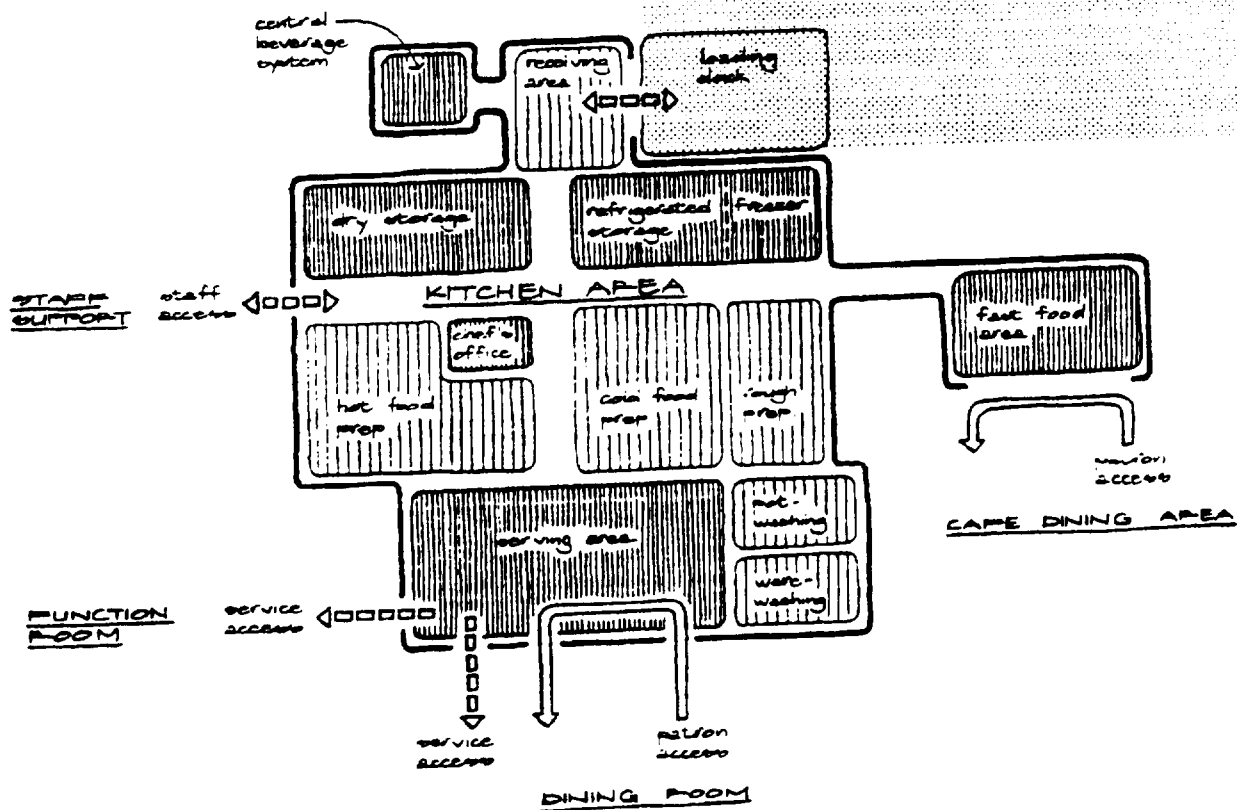 central
beverage
system
receiving
area
loading
dock
dry storage
refrigerated
storage
freezer
STAFF
SUPPORT
staff
access
KITCHEN AREA
chef's
office
fast food
area
hot food
prep
cold food
prep
rough
prep
patron
access
CAFE DINING AREA
pot-
washing
serving area
ware-
washing
FUNCTION
ROOM
service
access
service
access
patron
access
DINING ROOM